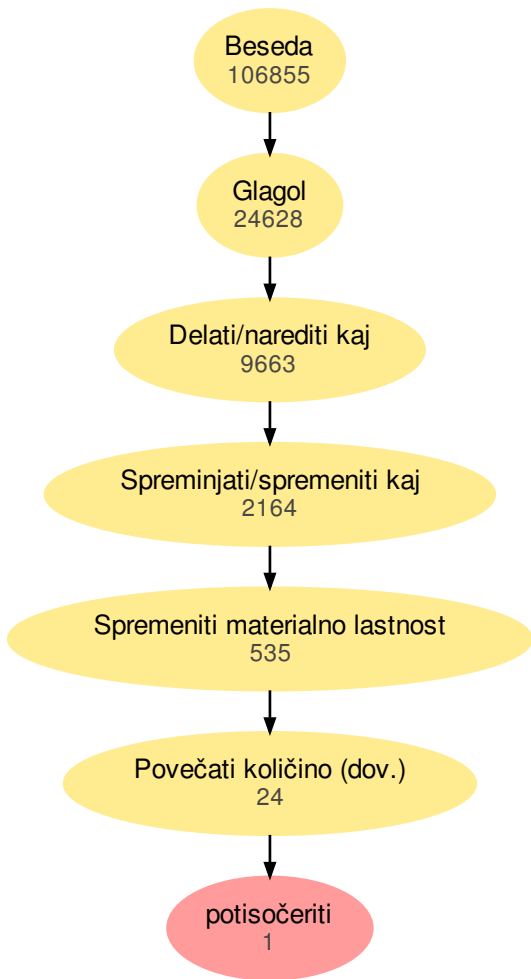 Beseda
106855
Glagol
24628
Delati/narediti kaj
9663
Spreminjati/spremeniti kaj
2164
Spremeniti materialno lastnost
535
Povečati količino (dov.)
24
potisočeriti
1